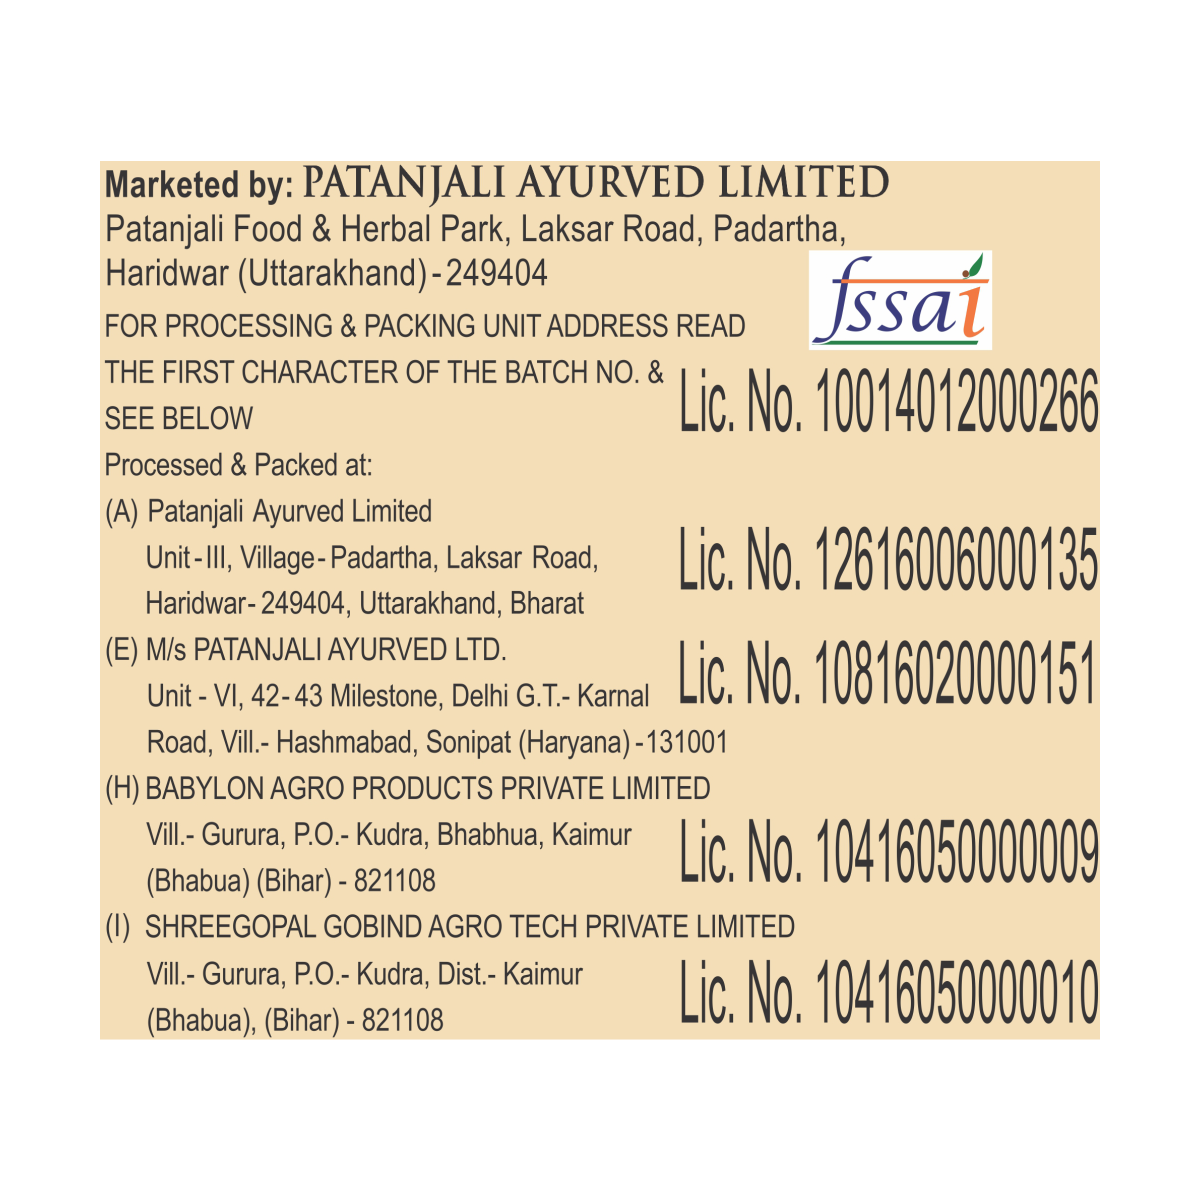 Marketed by: PATANJALI AYURVED LIMITED
Patanjali Food & Herbal Park, Laksar Road, Padartha,
Haridwar (Uttarakhand) - 249404
fssai
FOR PROCESSING & PACKING UNIT ADDRESS READ
THE FIRST CHARACTER OF THE BATCH NO. &
SEE BELOW
Lic. No. 10014012000266
Processed & Packed at:
(A) Patanjali Ayurved Limited
Unit - III, Village - Padartha, Laksar Road,
Haridwar - 249404, Uttarakhand, Bharat
Lic. No. 12616006000135
(E) M/s PATANJALI AYURVED LTD.
Unit - VI, 42 - 43 Milestone, Delhi G.T.- Karnal
Road, Vill.- Hashmabad, Sonipat (Haryana) - 131001
Lic. No. 10816020000151
(H) BABYLON AGRO PRODUCTS PRIVATE LIMITED
Vill.- Gurura, P.O.- Kudra, Bhabhua, Kaimur
(Bhabua) (Bihar) - 821108
Lic. No. 10416050000009
(I) SHREEGOPAL GOBIND AGRO TECH PRIVATE LIMITED
Vill.- Gurura, P.O.- Kudra, Dist.- Kaimur
(Bhabua), (Bihar) - 821108
Lic. No. 10416050000010